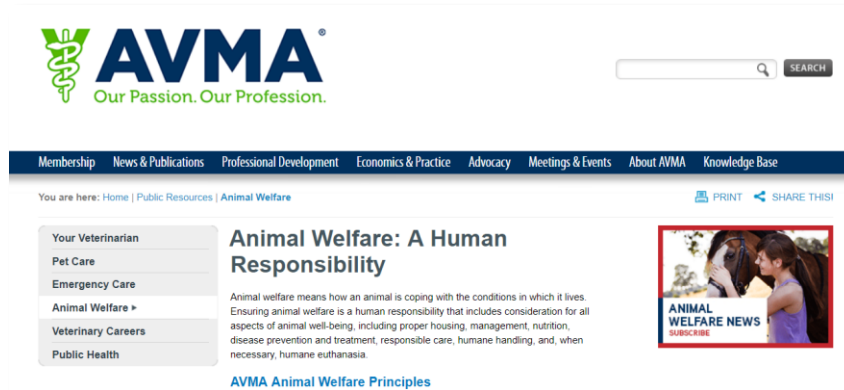 AVMA®
Our Passion. Our Profession.
SEARCH
Membership News & Publications Professional Development Economics & Practice Advocacy Meetings & Events About AVMA Knowledge Base
You are here: Home | Public Resources | Animal Welfare
PRINT SHARE THIS!
Your Veterinarian
Pet Care
Emergency Care
Animal Welfare ▸
Veterinary Careers
Public Health
Animal Welfare: A Human
Responsibility
Animal welfare means how an animal is coping with the conditions in which it lives.
Ensuring animal welfare is a human responsibility that includes consideration for all
aspects of animal well-being, including proper housing, management, nutrition,
disease prevention and treatment, responsible care, humane handling, and, when
necessary, humane euthanasia.
AVMA Animal Welfare Principles
ANIMAL
WELFARE NEWS
SUBSCRIBE